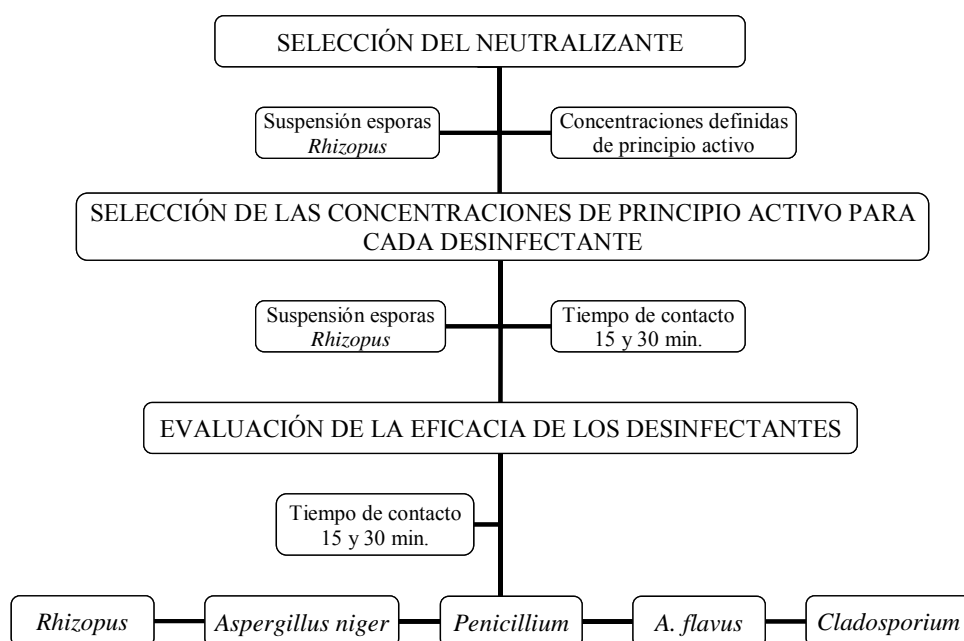 SELECCIÓN DEL NEUTRALIZANTE
Suspensión esporas
Rhizopus
Concentraciones definidas
de principio activo
SELECCIÓN DE LAS CONCENTRACIONES DE PRINCIPIO ACTIVO PARA
CADA DESINFECTANTE
Suspensión esporas
Rhizopus
Tiempo de contacto
15 y 30 min.
EVALUACIÓN DE LA EFICACIA DE LOS DESINFECTANTES
Tiempo de contacto
15 y 30 min.
Rhizopus
Aspergillus niger
Penicillium
A. flavus
Cladosporium